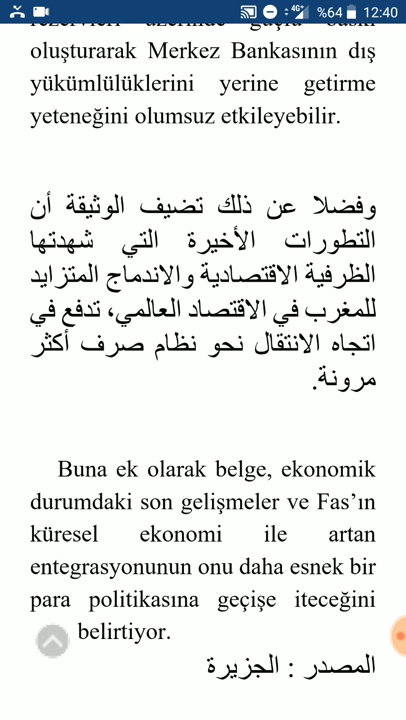 4G+ %64 12:40
oluşturarak Merkez Bankasının dış
yükümlülüklerini yerine getirme
yeteneğini olumsuz etkileyebilir.
وفضلا عن ذلك تضيف الوثيقة أن
التطورات الأخيرة التي شهدتها
الظرفية الاقتصادية والاندماج المتزايد
للمغرب في الاقتصاد العالمي، تدفع في
اتجاه الانتقال نحو نظام صرف أكثر
مرونة.
Buna ek olarak belge, ekonomik
durumdaki son gelişmeler ve Fas’ın
küresel ekonomi ile artan
entegrasyonunun onu daha esnek bir
para politikasına geçişe iteceğini
belirtiyor.
المصدر : الجزيرة